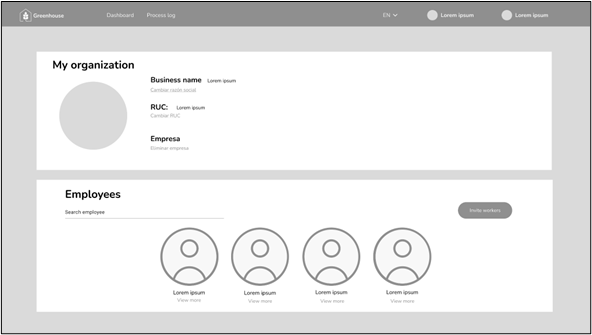 Greenhouse Dashboard Process log EN Lorem ipsum Lorem ipsum
My organization
Business name Lorem ipsum
Cambiar razón social
RUC: Lorem ipsum
Cambiar RUC
Empresa
Eliminar empresa
Employees
Search employee
Invite workers
Lorem ipsum Lorem ipsum Lorem ipsum Lorem ipsum
View more View more View more View more